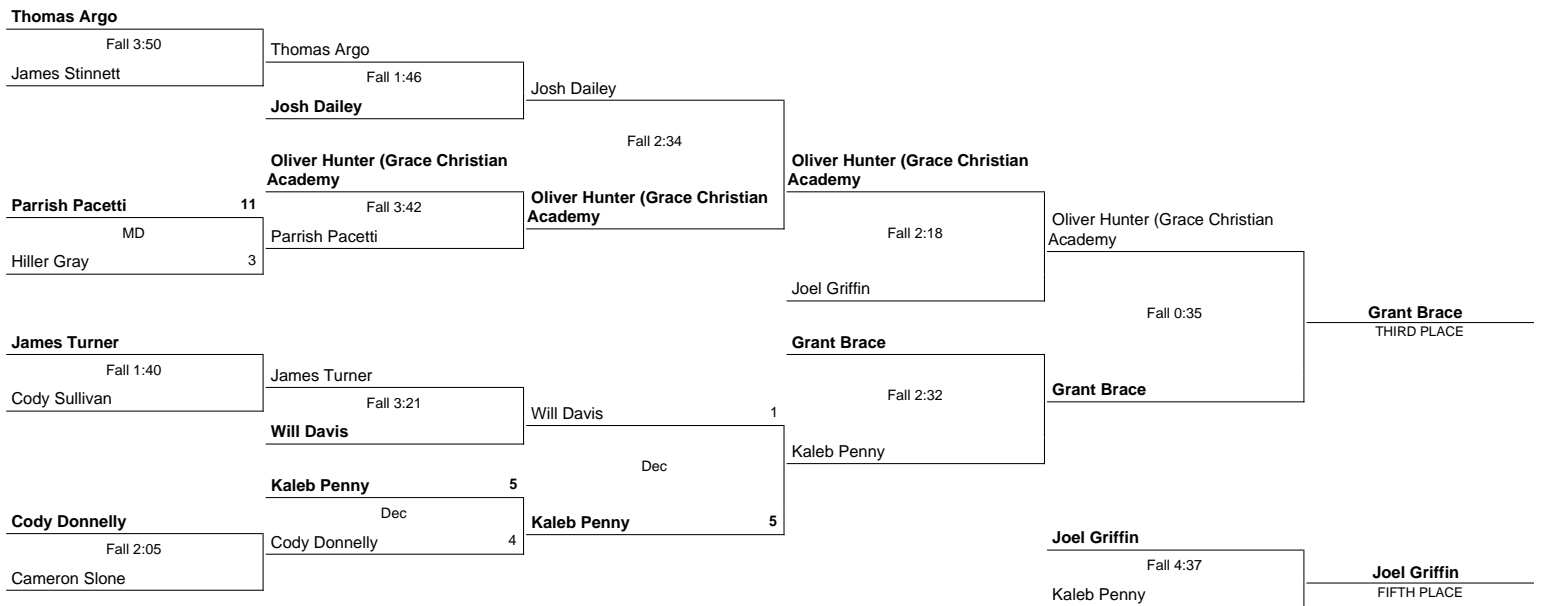 Thomas Argo
Fall 3:50
James Stinnett
Thomas Argo
Fall 1:46
Josh Dailey
Josh Dailey
Fall 2:34
Oliver Hunter (Grace Christian
Academy
Oliver Hunter (Grace Christian
Academy
Fall 3:42
Parrish Pacetti
Parrish Pacetti 11
MD
Hiller Gray 3
Oliver Hunter (Grace Christian
Academy
Fall 2:18
Joel Griffin
Oliver Hunter (Grace Christian
Academy
Fall 0:35
Grant Brace
THIRD PLACE
James Turner
Fall 1:40
Cody Sullivan
James Turner
Fall 3:21
Will Davis
Will Davis 1
Dec
Kaleb Penny 5
Grant Brace
Fall 2:32
Kaleb Penny
Grant Brace
Kaleb Penny 5
Dec
Cody Donnelly 4
Cody Donnelly
Fall 2:05
Cameron Slone
Joel Griffin
Fall 4:37
Kaleb Penny
Joel Griffin
FIFTH PLACE